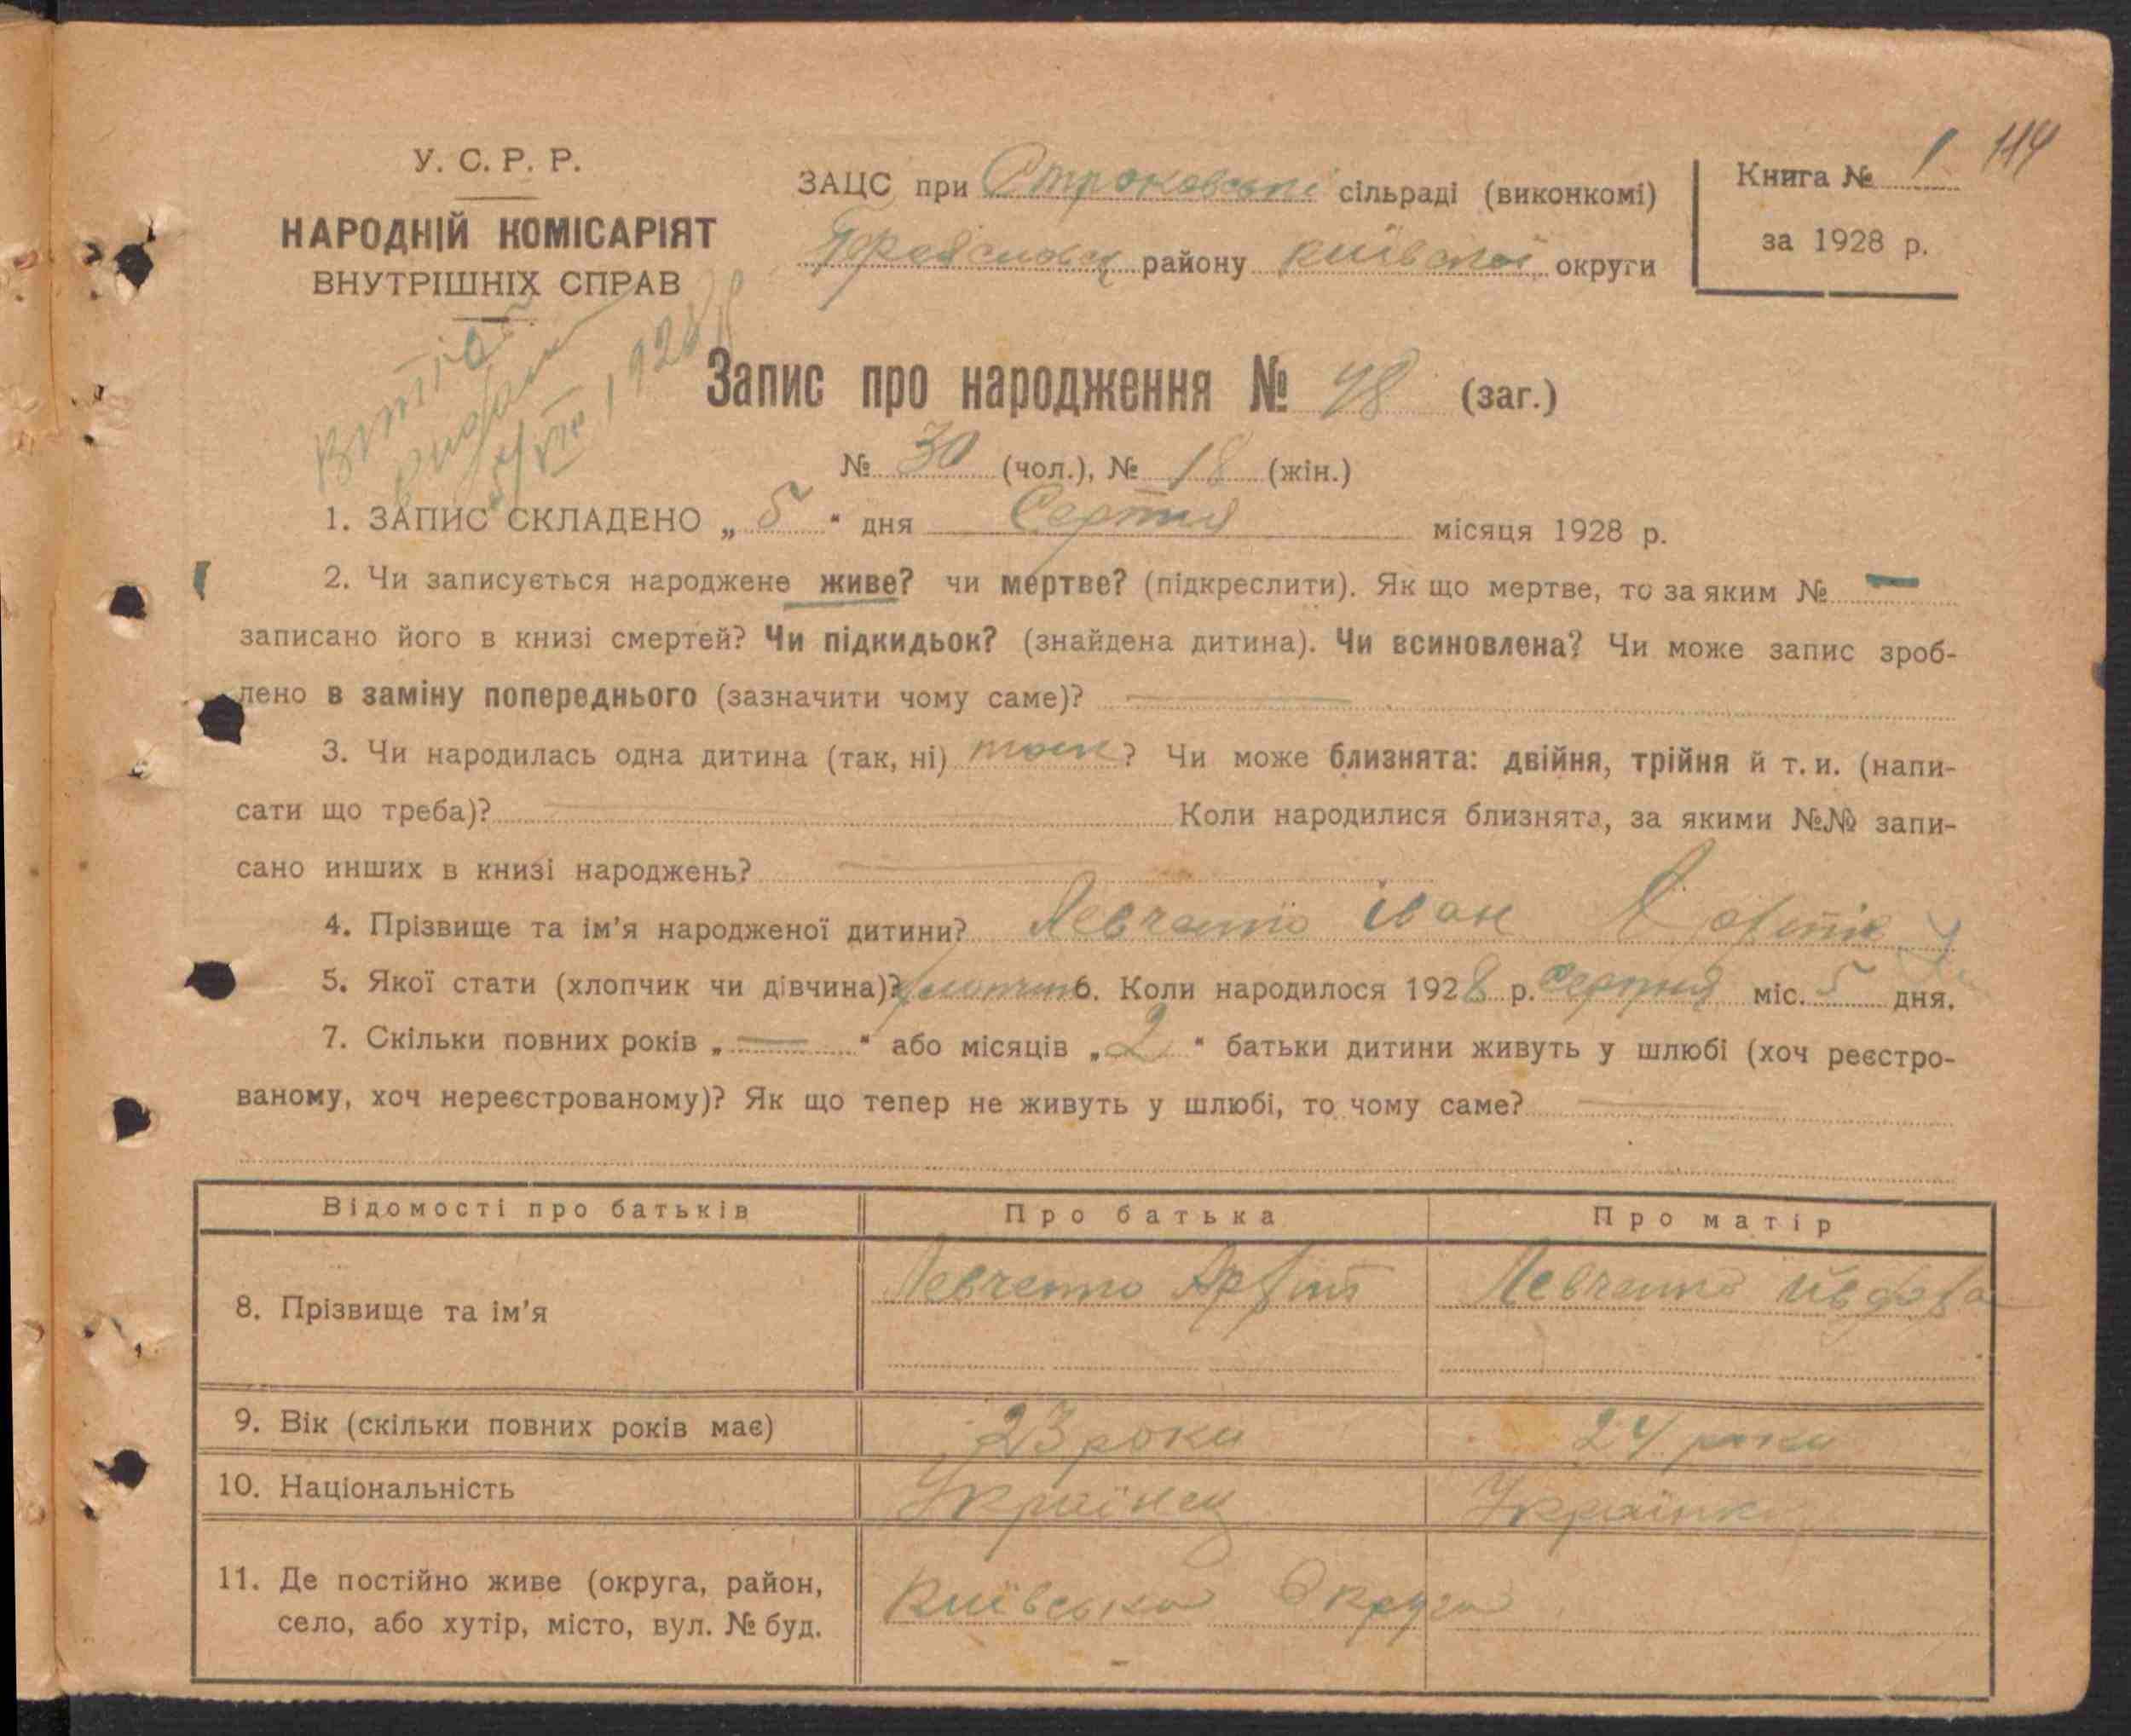 У. С. Р. Р.
НАРОДНІЙ КОМІСАРІЯТ
ВНУТРІШНІХ СПРАВ
ЗАЦС при Строковські сільраді (виконкомі)
району Київської округи
Книга № 1 114
за 1928 р.
Витяг
видано
5/VIII 1928 р
Запис про народження № 48 (заг.)
№ 30 (чол.), № 18 (жін.)
1. ЗАПИС СКЛАДЕНО „ 5 “ дня Серпня місяця 1928 р.
2. Чи записується народжене живе? чи мертве? (підкреслити). Як що мертве, то за яким № —
записано його в книзі смертей? Чи підкидьок? (знайдена дитина). Чи всиновлена? Чи може запис зроб-
лено в заміну попереднього (зазначити чому саме)? —
3. Чи народилась одна дитина (так, ні) так? Чи може близнята: двійня, трійня й т. и. (напи-
сати що треба)? — Коли народилися близнята, за якими №№ запи-
сано инших в книзі народжень? —
4. Прізвище та ім’я народженої дитини? Левченко Іван
5. Якої стати (хлопчик чи дівчина)? хлопчик 6. Коли народилося 1928 р. Серпня міс. 5 дня.
7. Скільки повних років „ — “ або місяців „ 2 “ батьки дитини живуть у шлюбі (хоч реєстро-
ваному, хоч нереєстрованому)? Як що тепер не живуть у шлюбі, то чому саме? —
Відомості про батьків Про батька Про матір
8. Прізвище та ім’я Левченко Левченко
9. Вік (скільки повних років має) 23 роки 24 роки
10. Національність Українец Українка
11. Де постійно живе (округа, район,
село, або хутір, місто, вул. № буд. Київська Округа